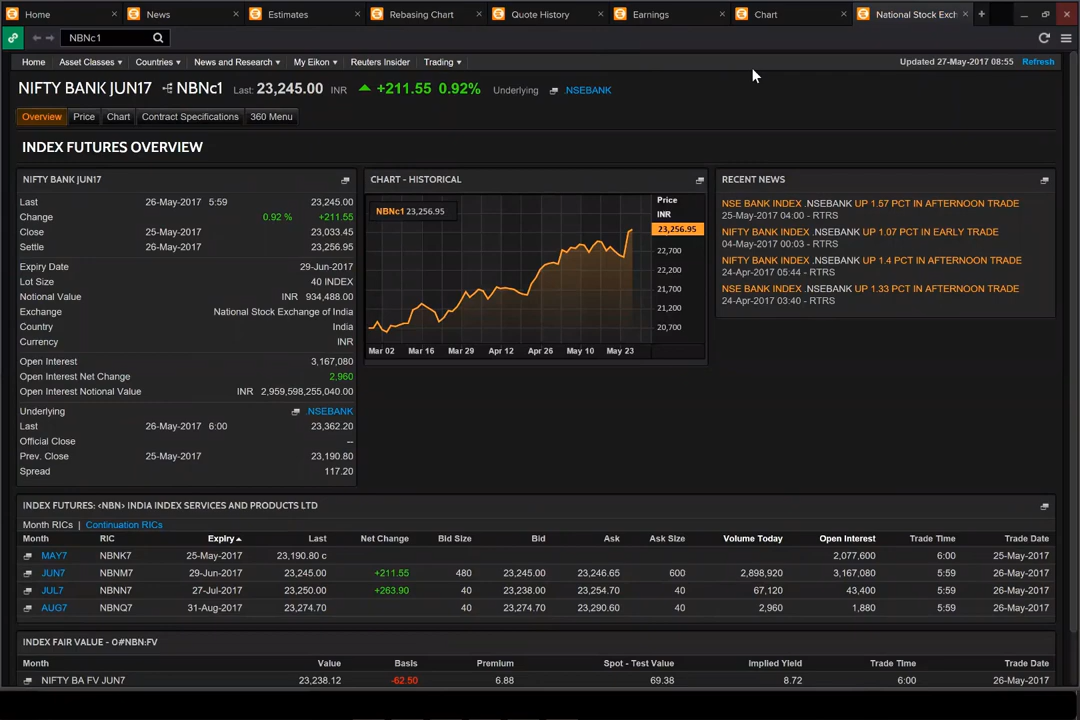 Home News Estimates Rebasing Chart Quote History Earnings Chart National Stock Exch
NBNc1
Home Asset Classes Countries News and Research My Eikon Reuters Insider Trading Updated 27-May-2017 08:55 Refresh
NIFTY BANK JUN17 NBNc1 Last: 23,245.00 INR +211.55 0.92% Underlying .NSEBANK
Overview Price Chart Contract Specifications 360 Menu
INDEX FUTURES OVERVIEW
NIFTY BANK JUN17
Last 26-May-2017 5:59 23,245.00
Change 0.92 % +211.55
Close 25-May-2017 23,033.45
Settle 26-May-2017 23,256.95
Expiry Date 29-Jun-2017
Lot Size 40 INDEX
Notional Value INR 934,488.00
Exchange National Stock Exchange of India
Country India
Currency INR
Open Interest 3,167,080
Open Interest Net Change 2,960
Open Interest Notional Value INR 2,959,598,255,040.00
Underlying .NSEBANK
Last 26-May-2017 6:00 23,362.20
Official Close --
Prev. Close 25-May-2017 23,190.80
Spread 117.20
CHART - HISTORICAL
NBNc1 23,256.95
Price
INR
23,256.95
22,700
22,200
21,700
21,200
20,700
Mar 02 Mar 16 Mar 29 Apr 12 Apr 26 May 10 May 23
RECENT NEWS
NSE BANK INDEX .NSEBANK UP 1.57 PCT IN AFTERNOON TRADE
25-May-2017 04:00 - RTRS
NIFTY BANK INDEX .NSEBANK UP 1.07 PCT IN EARLY TRADE
04-May-2017 00:03 - RTRS
NIFTY BANK INDEX .NSEBANK UP 1.4 PCT IN AFTERNOON TRADE
24-Apr-2017 05:44 - RTRS
NSE BANK INDEX .NSEBANK UP 1.33 PCT IN AFTERNOON TRADE
24-Apr-2017 03:40 - RTRS
INDEX FUTURES: <NBN> INDIA INDEX SERVICES AND PRODUCTS LTD
Month RICs | Continuation RICs
Month RIC Expiry Last Net Change Bid Size Bid Ask Ask Size Volume Today Open Interest Trade Time Trade Date
MAY7 NBNK7 25-May-2017 23,190.80 c 2,077,600 6:00 25-May-2017
JUN7 NBNM7 29-Jun-2017 23,245.00 +211.55 480 23,245.00 23,246.65 600 2,898,920 3,167,080 5:59 26-May-2017
JUL7 NBNN7 27-Jul-2017 23,250.00 +263.90 40 23,238.00 23,254.70 40 67,120 43,400 5:59 26-May-2017
AUG7 NBNQ7 31-Aug-2017 23,274.70 40 23,274.70 23,290.60 40 2,960 1,880 5:59 26-May-2017
INDEX FAIR VALUE - 0#NBN:FV
Month Value Basis Premium Spot - Test Value Implied Yield Trade Time Trade Date
NIFTY BA FV JUN7 23,238.12 -62.50 6.88 69.38 8.72 6:00 26-May-2017